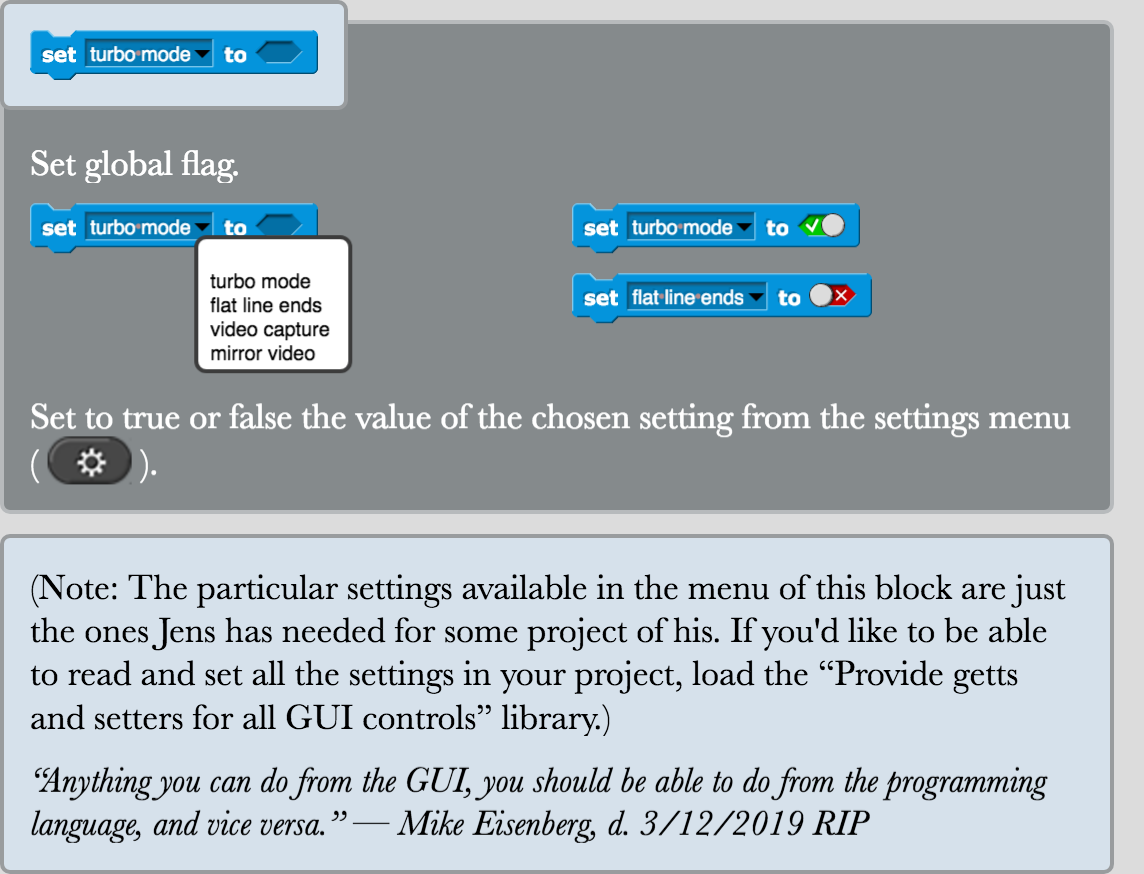 set turbo mode to
Set global flag.
set turbo mode to
turbo mode
flat line ends
video capture
mirror video
set turbo mode to
set flat line ends to
Set to true or false the value of the chosen setting from the settings menu
( ).
(Note: The particular settings available in the menu of this block are just
the ones Jens has needed for some project of his. If you'd like to be able
to read and set all the settings in your project, load the “Provide getts
and setters for all GUI controls” library.)
“Anything you can do from the GUI, you should be able to do from the programming
language, and vice versa.” — Mike Eisenberg, d. 3/12/2019 RIP